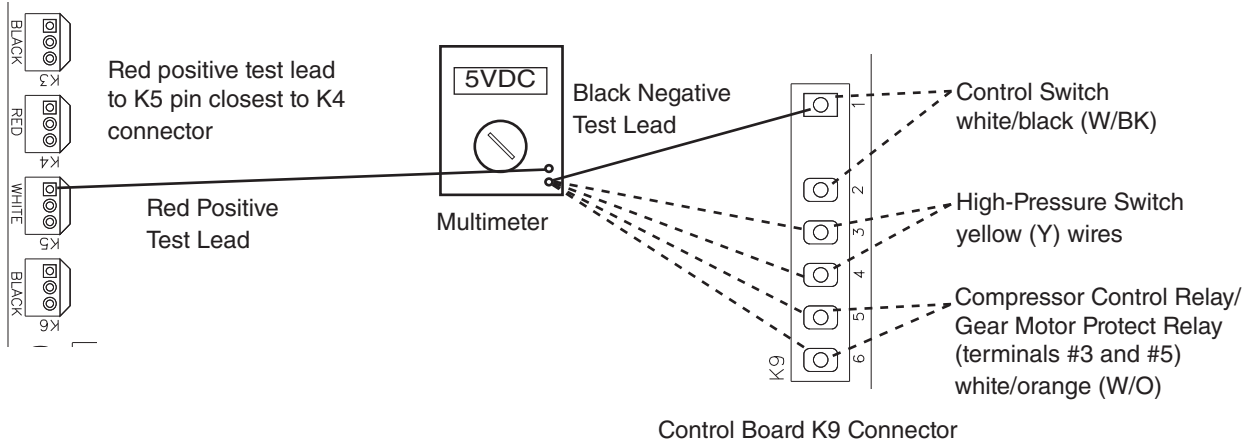 BLACK
K3
RED
K4
WHITE
K5
BLACK
K6
Red positive test lead
to K5 pin closest to K4
connector
Red Positive
Test Lead
5VDC
Multimeter
Black Negative
Test Lead
1
2
3
4
5
6
K9
Control Switch
white/black (W/BK)
High-Pressure Switch
yellow (Y) wires
Compressor Control Relay/
Gear Motor Protect Relay
(terminals #3 and #5)
white/orange (W/O)
Control Board K9 Connector